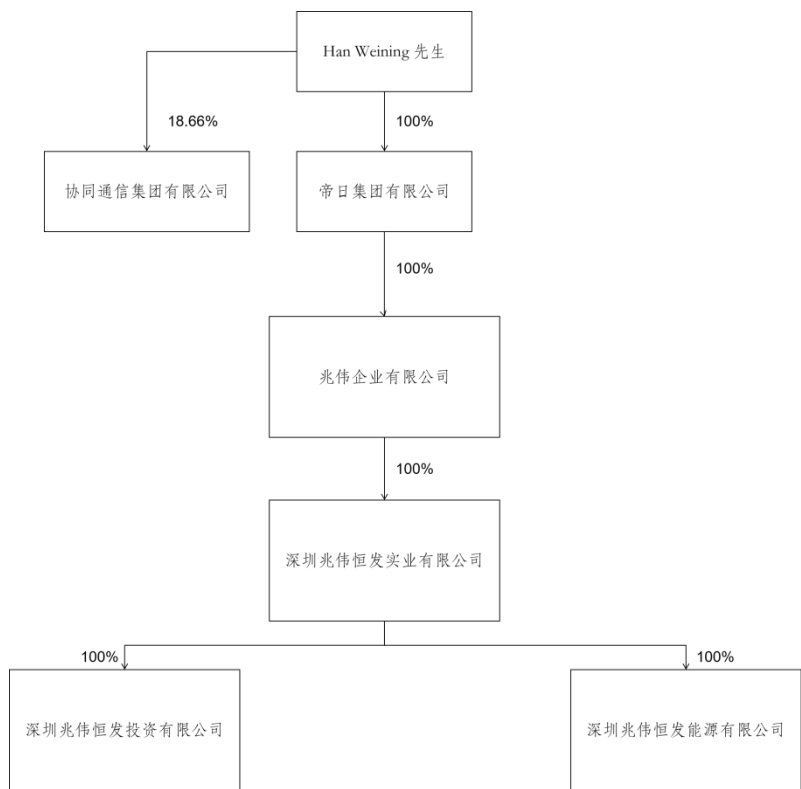 Han Weining 先生
18.66%
100%
协同通信集团有限公司
帝日集团有限公司
100%
兆伟企业有限公司
100%
深圳兆伟恒发实业有限公司
100%
100%
深圳兆伟恒发投资有限公司
深圳兆伟恒发能源有限公司